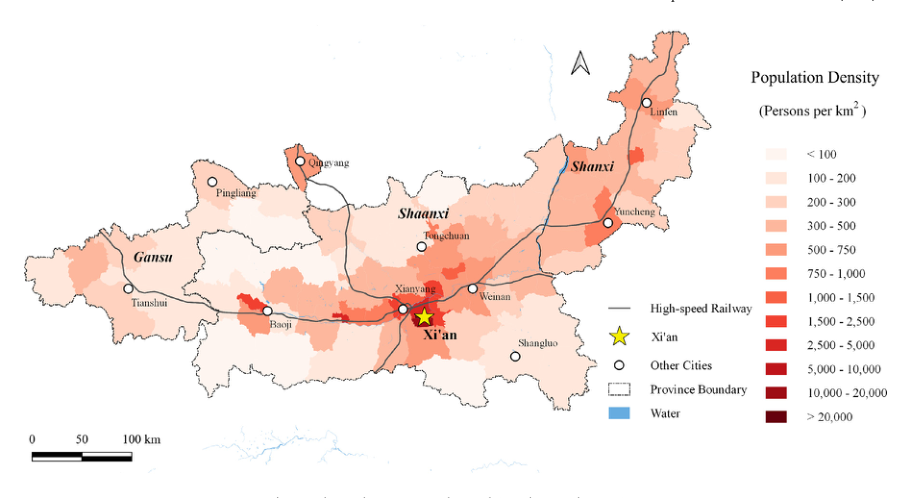 Population Density
(Persons per km2)
< 100
100 - 200
200 - 300
300 - 500
500 - 750
750 - 1,000
1,000 - 1,500
1,500 - 2,500
2,500 - 5,000
5,000 - 10,000
10,000 - 20,000
> 20,000
Linfen
Shanxi
Qingyang
Pingliang
Shaanxi
Yuncheng
Tongchuan
Gansu
Xianyang
Weinan
Tianshui
Baoji
Xi'an
Shangluo
High-speed Railway
Xi'an
Other Cities
Province Boundary
Water
0 50 100 km